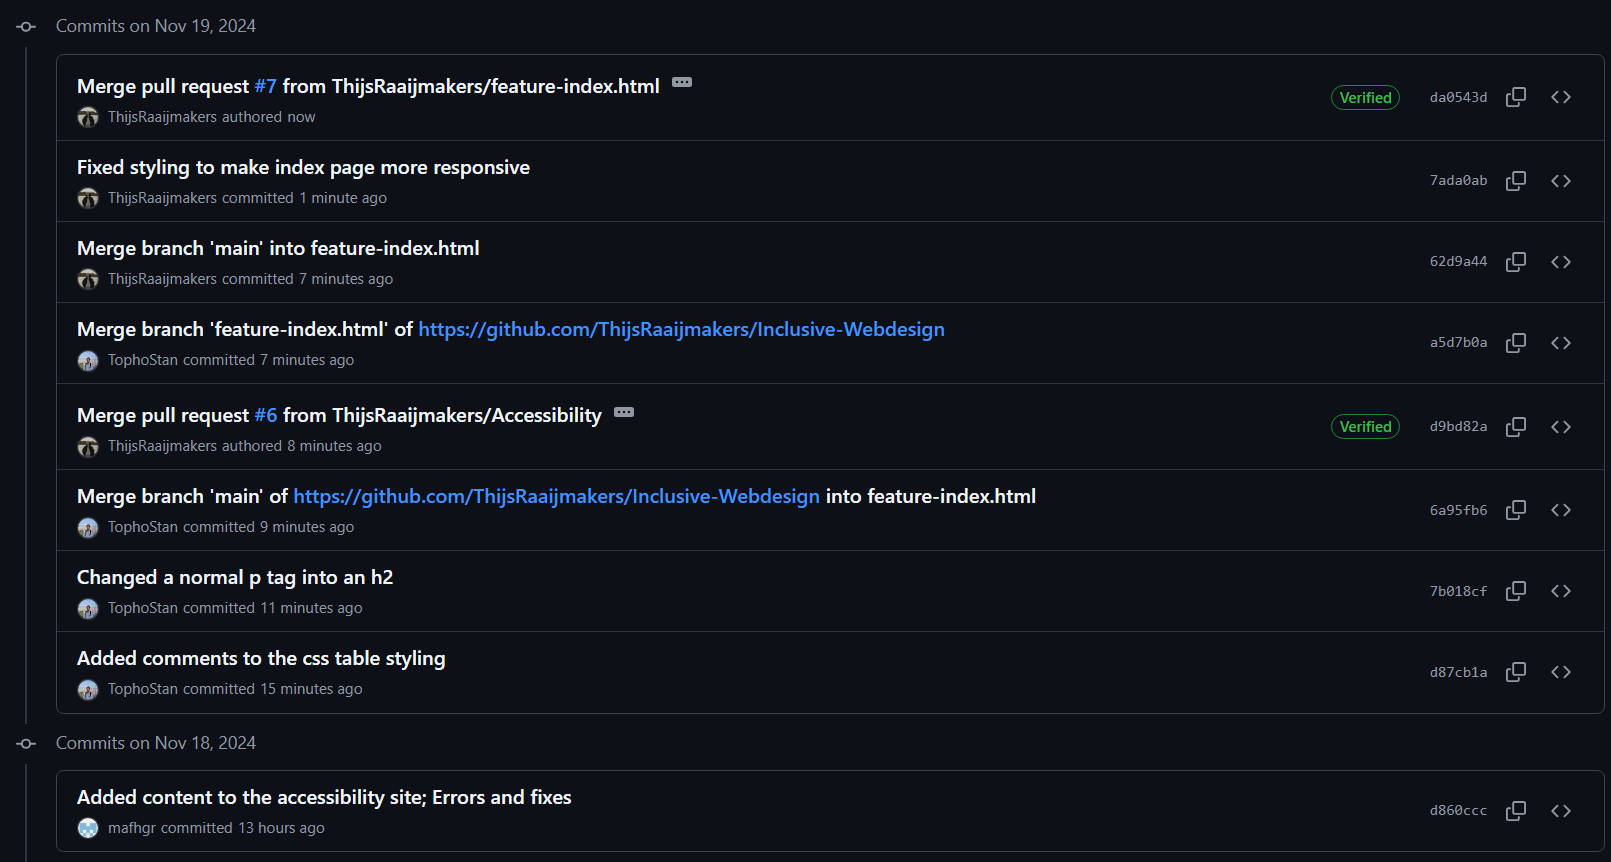 Commits on Nov 19, 2024
Merge pull request #7 from ThijsRaaijmakers/feature-index.html
ThijsRaaijmakers authored now
Verified
da0543d
Fixed styling to make index page more responsive
ThijsRaaijmakers committed 1 minute ago
7ada0ab
Merge branch 'main' into feature-index.html
ThijsRaaijmakers committed 7 minutes ago
62d9a44
Merge branch 'feature-index.html' of https://github.com/ThijsRaaijmakers/Inclusive-Webdesign
TophoStan committed 7 minutes ago
a5d7b0a
Merge pull request #6 from ThijsRaaijmakers/Accessibility
ThijsRaaijmakers authored 8 minutes ago
Verified
d9bd82a
Merge branch 'main' of https://github.com/ThijsRaaijmakers/Inclusive-Webdesign into feature-index.html
TophoStan committed 9 minutes ago
6a95fb6
Changed a normal p tag into an h2
TophoStan committed 11 minutes ago
7b018cf
Added comments to the css table styling
TophoStan committed 15 minutes ago
d87cb1a
Commits on Nov 18, 2024
Added content to the accessibility site; Errors and fixes
mafhgr committed 13 hours ago
d860ccc